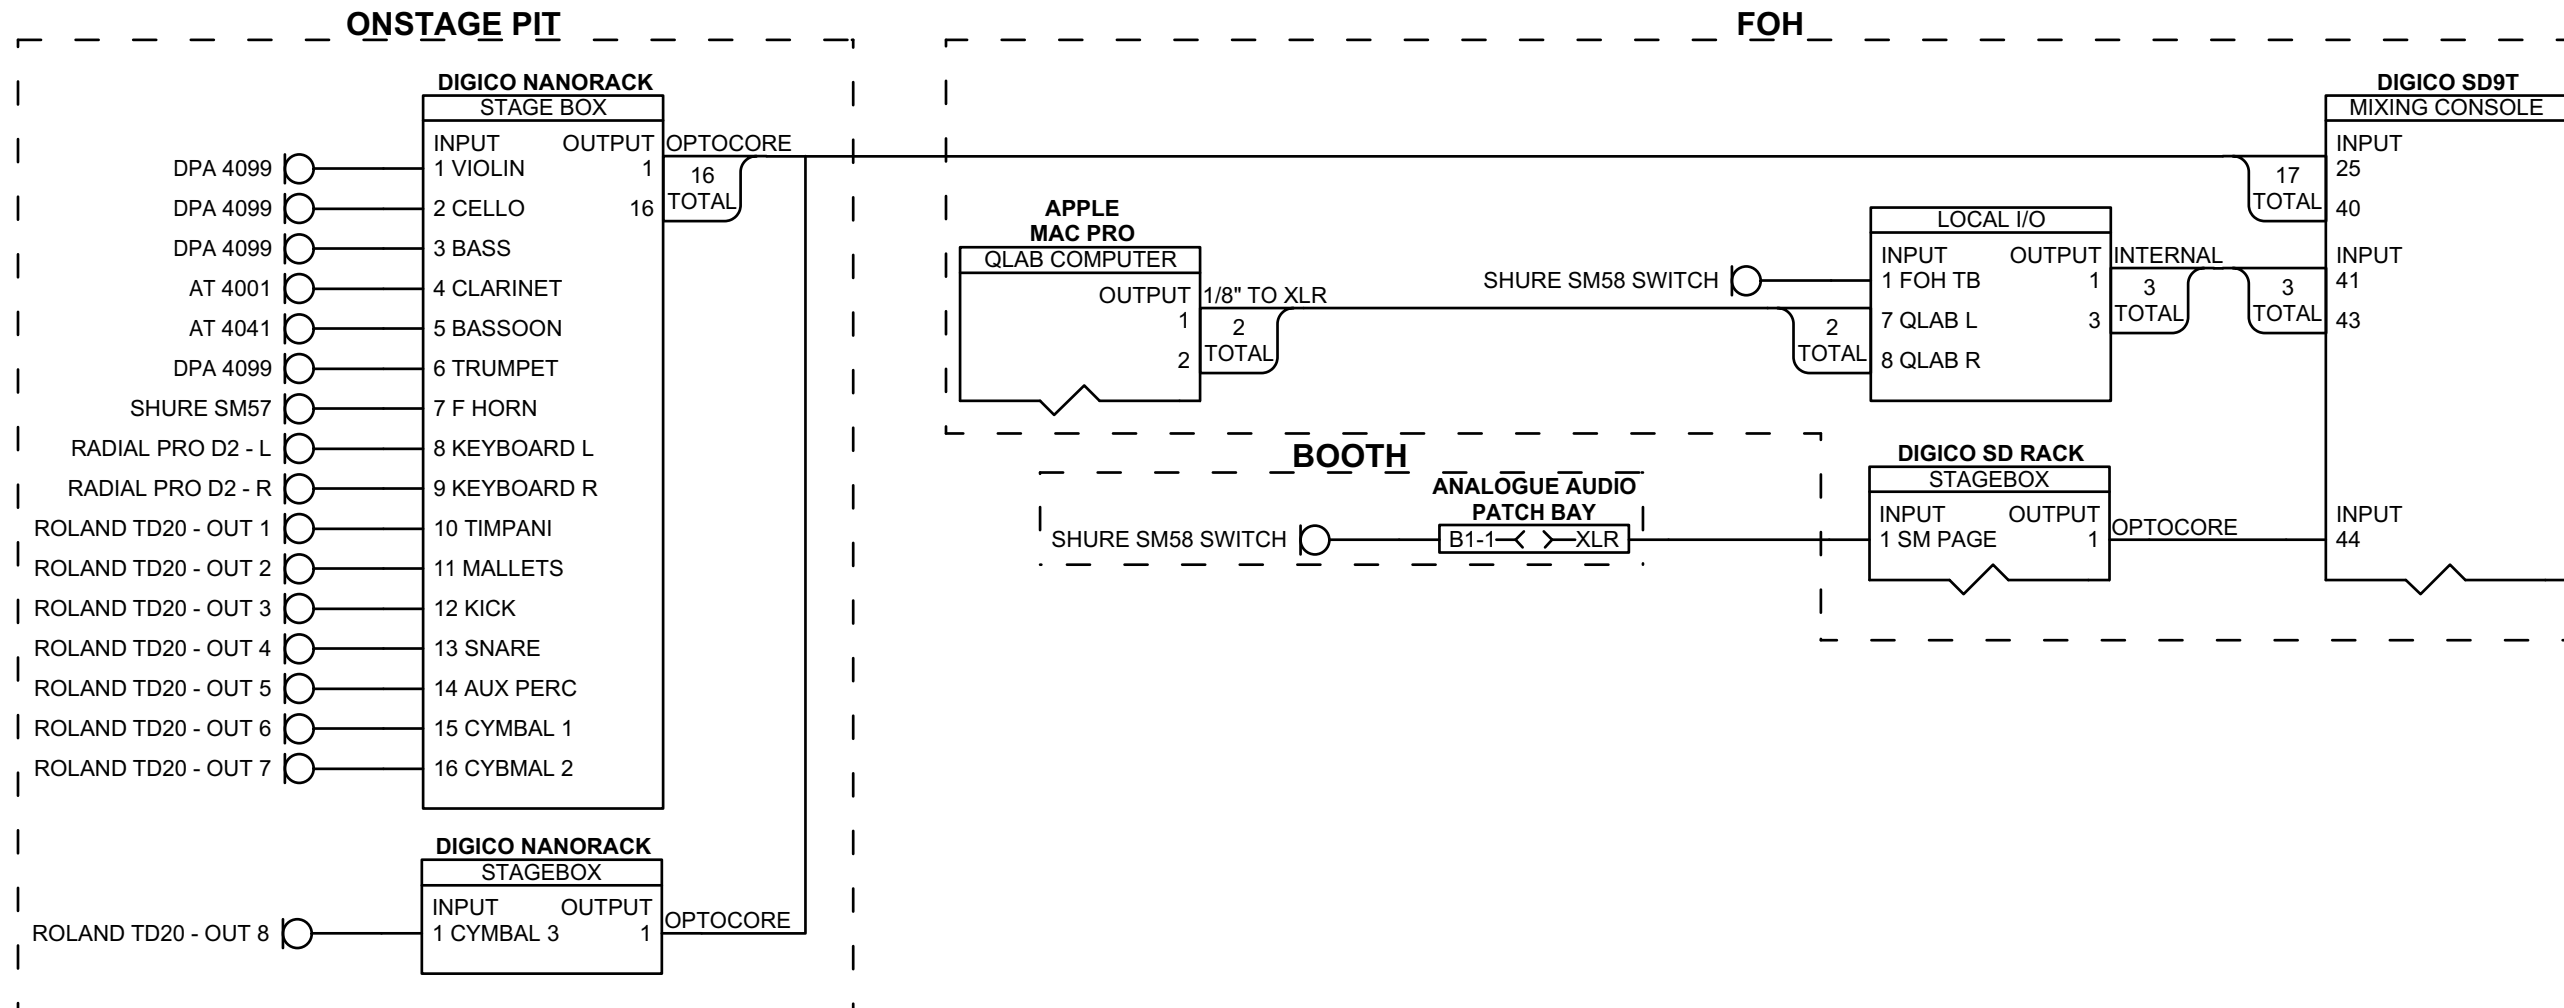 ONSTAGE PIT
DIGICO NANORACK
STAGE BOX
INPUT OUTPUT OPTOCORE
DPA 4099 1 VIOLIN 1 16
TOTAL
DPA 4099 2 CELLO 16
DPA 4099 3 BASS
AT 4001 4 CLARINET
AT 4041 5 BASSOON
DPA 4099 6 TRUMPET
SHURE SM57 7 F HORN
RADIAL PRO D2 - L 8 KEYBOARD L
RADIAL PRO D2 - R 9 KEYBOARD R
ROLAND TD20 - OUT 1 10 TIMPANI
ROLAND TD20 - OUT 2 11 MALLETS
ROLAND TD20 - OUT 3 12 KICK
ROLAND TD20 - OUT 4 13 SNARE
ROLAND TD20 - OUT 5 14 AUX PERC
ROLAND TD20 - OUT 6 15 CYMBAL 1
ROLAND TD20 - OUT 7 16 CYBMAL 2
DIGICO NANORACK
STAGEBOX
INPUT OUTPUT OPTOCORE
ROLAND TD20 - OUT 8 1 CYMBAL 3 1
FOH
APPLE
MAC PRO
QLAB COMPUTER
OUTPUT 1/8" TO XLR
1 2
TOTAL
2
LOCAL I/O
INPUT OUTPUT INTERNAL
SHURE SM58 SWITCH 1 FOH TB 1 3
TOTAL
2
TOTAL
7 QLAB L 3
8 QLAB R
DIGICO SD9T
MIXING CONSOLE
INPUT
17
TOTAL
25
40
INPUT
3
TOTAL
41
43
INPUT
44
BOOTH
ANALOGUE AUDIO
PATCH BAY
SHURE SM58 SWITCH B1-1 XLR
DIGICO SD RACK
STAGEBOX
INPUT OUTPUT OPTOCORE
1 SM PAGE 1